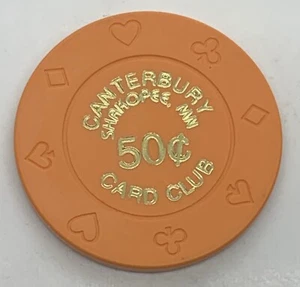 CANTERBURY
SHAKOPEE, MN
50¢
CARD CLUB